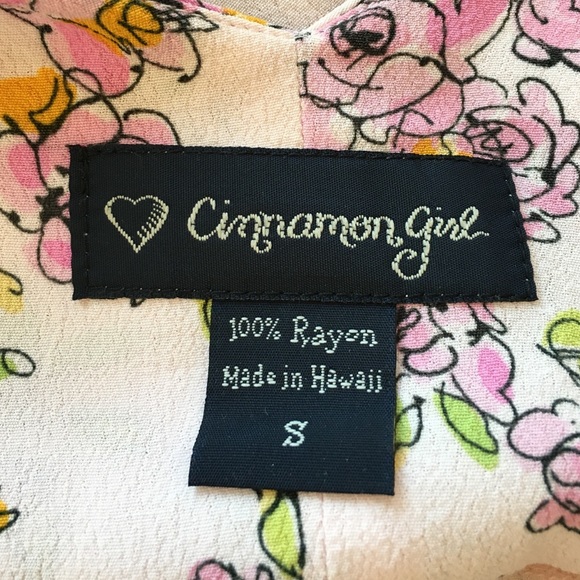 Cinnamon Girl
100% Rayon
Made in Hawaii
S